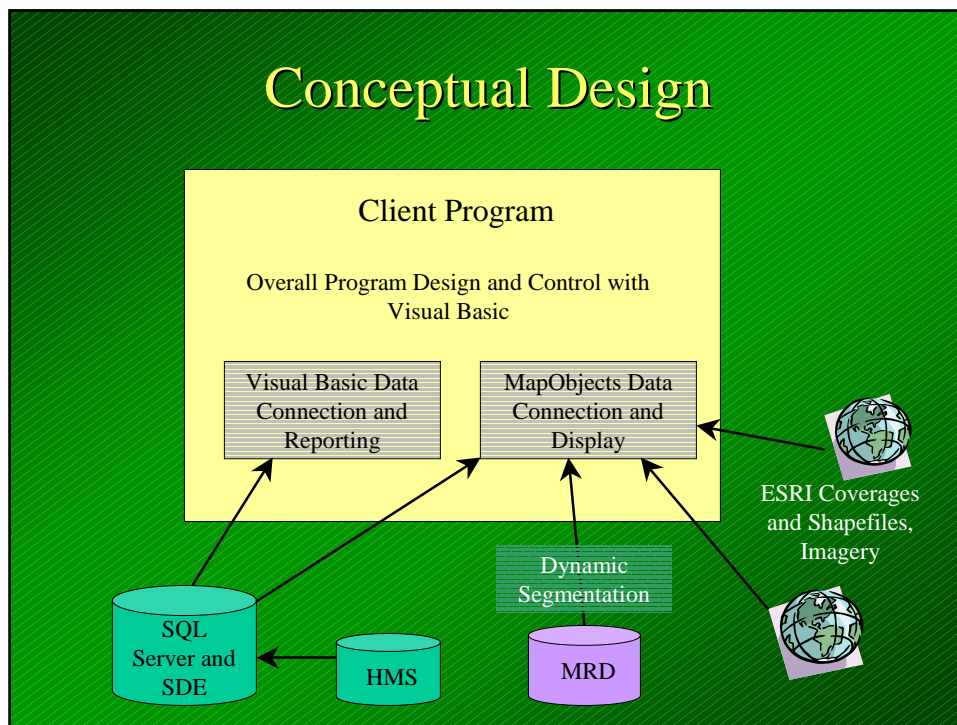 Conceptual Design
Client Program
Overall Program Design and Control with
Visual Basic
Visual Basic Data
Connection and
Reporting
MapObjects Data
Connection and
Display
ESRI Coverages
and Shapefiles,
Imagery
Dynamic
Segmentation
SQL
Server and
SDE
HMS
MRD